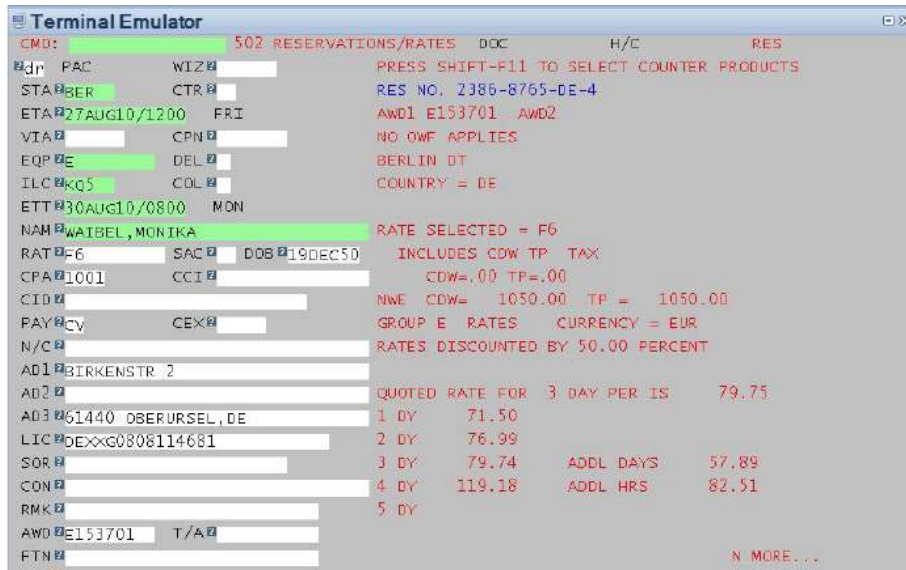 Terminal Emulator
CMD: 502 RESERVATIONS/RATES DOC H/C RES
dr PAC WIZ PRESS SHIFT-F11 TO SELECT COUNTER PRODUCTS
STA BER CTR RES NO. 2386-8765-DE-4
ETA 27AUG10/1200 FRI AWD1 E153701 AWD2
VIA CPN NO OWF APPLIES
EQP E DEL BERLIN DT
ILC KQ5 COL COUNTRY = DE
ETT 30AUG10/0800 MON
NAM WAIBEL,MONIKA RATE SELECTED = F6
RAT F6 SAC DOB 19DEC50 INCLUDES CDW TP TAX
CPA 1001 CCI CDW=.00 TP=.00
CID NWE CDW= 1050.00 TP = 1050.00
PAY CV CEX GROUP E RATES CURRENCY = EUR
N/C RATES DISCOUNTED BY 50.00 PERCENT
AD1 BIRKENSTR 2
AD2 QUOTED RATE FOR 3 DAY PER IS 79.75
AD3 61440 OBERURSEL,DE 1 DY 71.50
LIC DEXXG0808114681 2 DY 76.99
SOR 3 DY 79.74 ADDL DAYS 57.89
CON 4 DY 119.18 ADDL HRS 82.51
RMK 5 DY
AWD E153701 T/A
FTN N MORE...